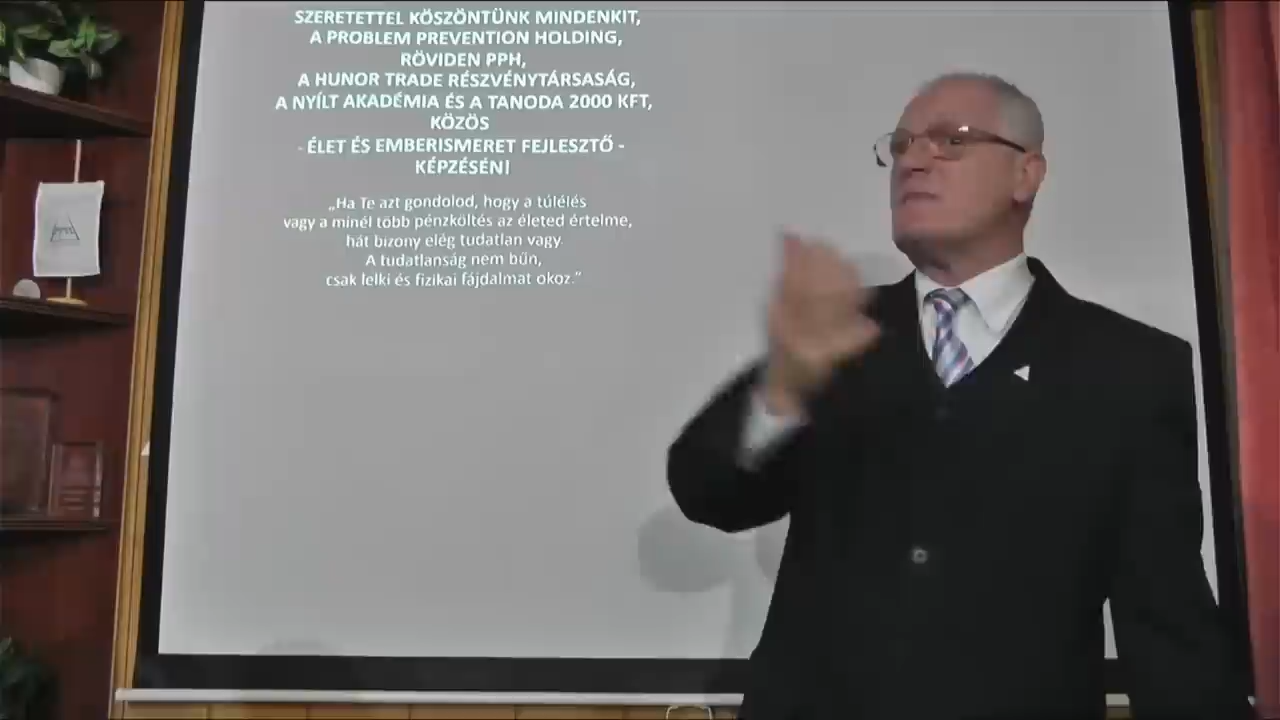 SZERETETTEL KÖSZÖNTÜNK MINDENKIT,
A PROBLEM PREVENTION HOLDING,
RÖVIDEN PPH,
A HUNOR TRADE RÉSZVÉNYTÁRSASÁG,
A NYÍLT AKADÉMIA ÉS A TANODA 2000 KFT,
KÖZÖS
- ÉLET ÉS EMBERISMERET FEJLESZTŐ -
KÉPZÉSÉN!
„Ha Te azt gondolod, hogy a túlélés
vagy a minél több pénzköltés az életed értelme,
hát bizony elég tudatlan vagy.
A tudatlanság nem bűn,
csak lelki és fizikai fájdalmat okoz.”